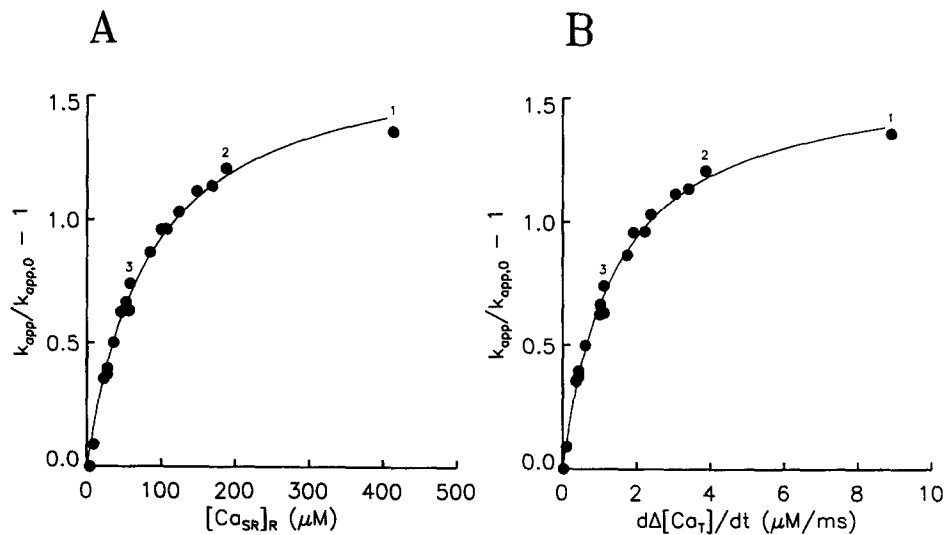 A
1.5
1.0
0.5
0.0
k_app/k_app,0 − 1
1
2
3
0 100 200 300 400 500
[Ca_SR]_R (μM)
B
1.5
1.0
0.5
0.0
k_app/k_app,0 − 1
1
2
3
0 2 4 6 8 10
dΔ[Ca_T]/dt (μM/ms)